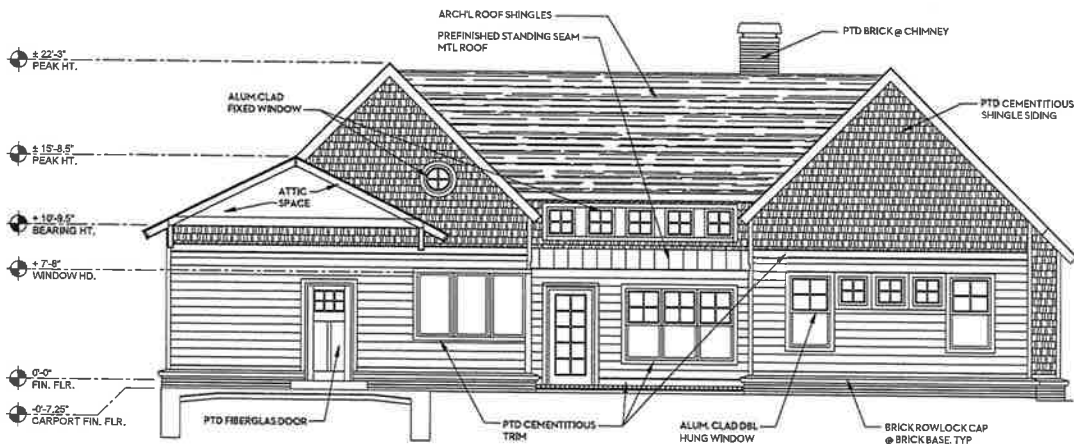 ARCH'L ROOF SHINGLES
PREFINISHED STANDING SEAM
MTL ROOF
PTD BRICK @ CHIMNEY
± 22'-3"
PEAK HT.
ALUM. CLAD
FIXED WINDOW
PTD CEMENTITIOUS
SHINGLE SIDING
± 15'-8.5"
PEAK HT.
ATTIC
SPACE
+ 10'-9.5"
BEARING HT.
+ 7'-8"
WINDOW HD.
0'-0"
FIN. FLR.
-0'-7.25"
CARPORT FIN. FLR.
PTD FIBERGLAS DOOR
PTD CEMENTITIOUS
TRIM
ALUM. CLAD DBL
HUNG WINDOW
BRICK ROWLOCK CAP
@ BRICK BASE. TYP